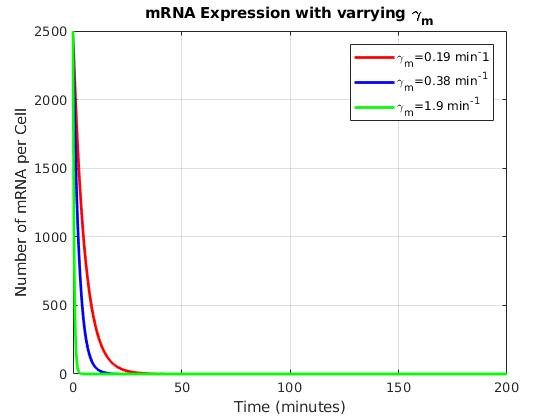 mRNA Expression with varrying γm
Number of mRNA per Cell
2500
2000
1500
1000
500
0
γm=0.19 min-1
γm=0.38 min-1
γm=1.9 min-1
0 50 100 150 200
Time (minutes)